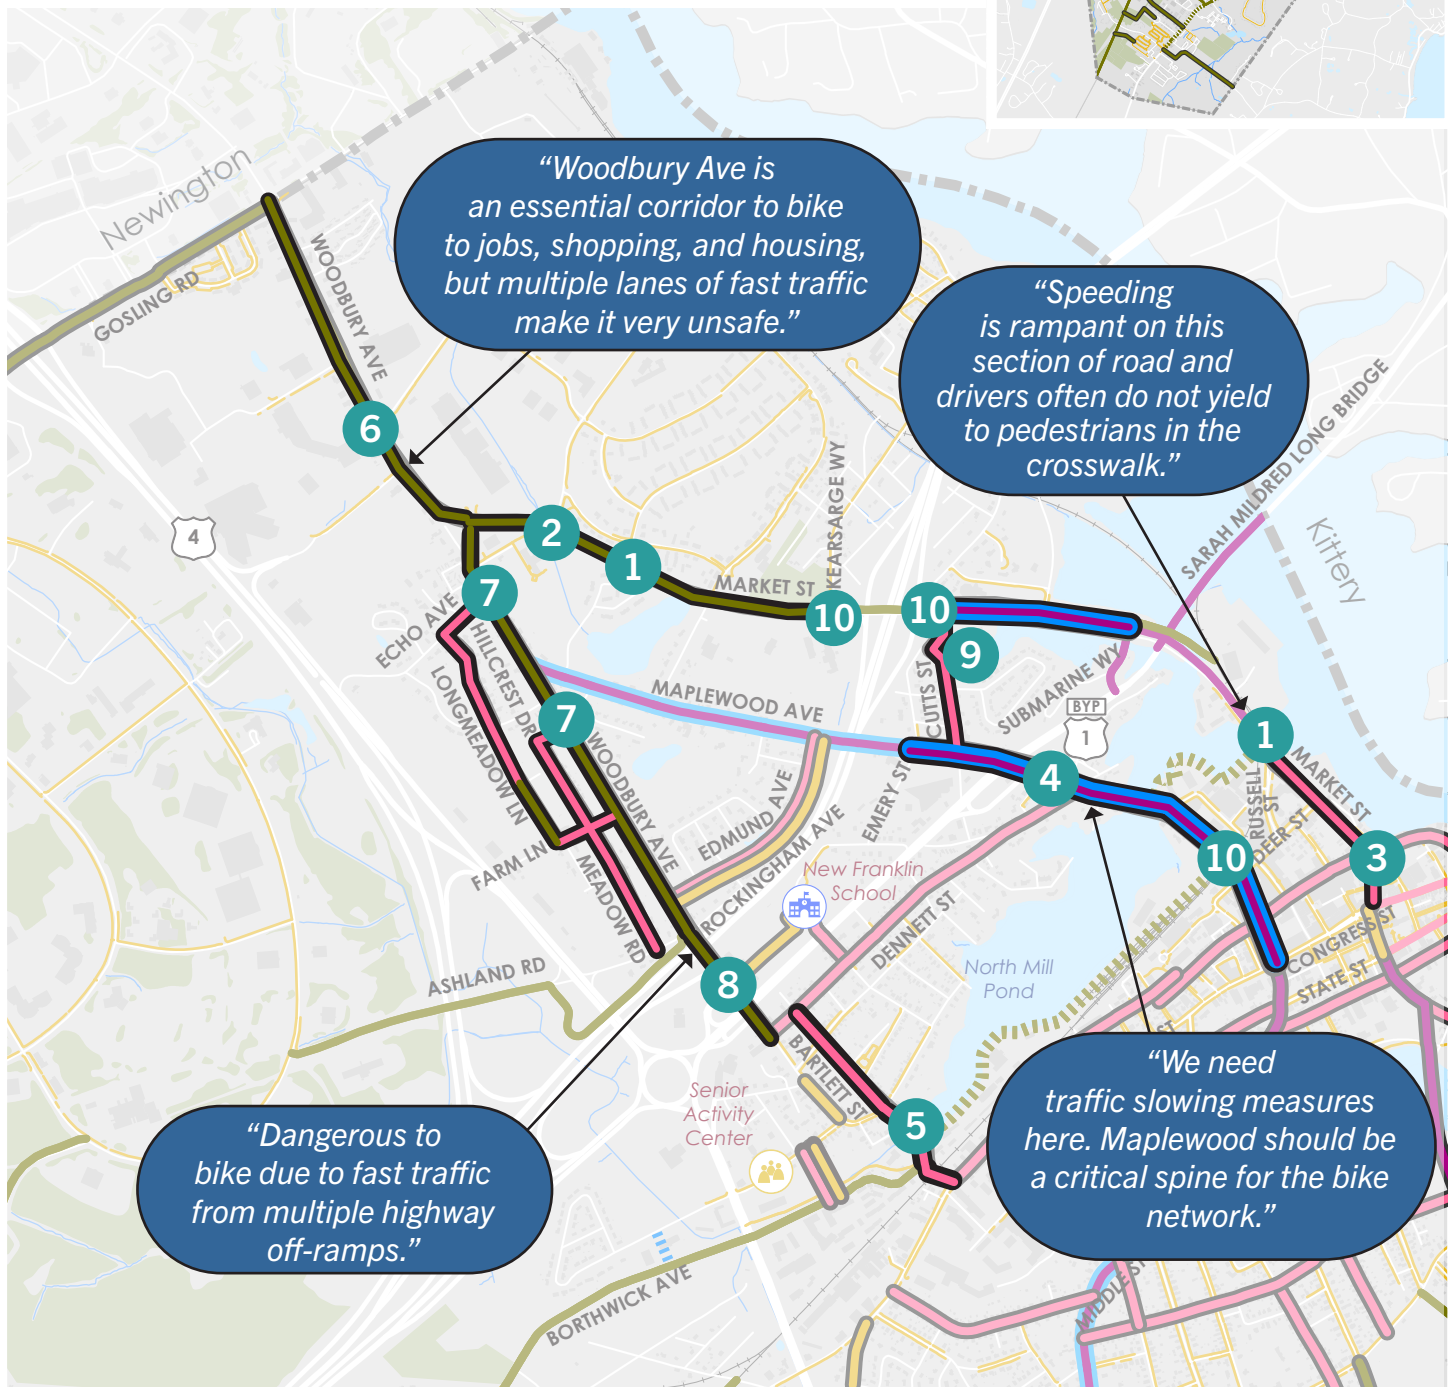 Newington
GOSLING RD
WOODBURY AVE
“Woodbury Ave is
an essential corridor to bike
to jobs, shopping, and housing,
but multiple lanes of fast traffic
make it very unsafe.”
“Speeding
is rampant on this
section of road and
drivers often do not yield
to pedestrians in the
crosswalk.”
SARAH MILDRED LONG BRIDGE
Kittery
6
4
2
1
KEARSARGE WY
MARKET ST
10
10
7
ECHO AVE
HILLCREST DR
LONGMEADOW LN
9
CUTTS ST
SUBMARINE WY
MAPLEWOOD AVE
BYP
1
7
WOODBURY AVE
1
MARKET ST
RUSSELL
ST
DEER ST
4
EMERY ST
EDMUND AVE
ROCKINGHAM AVE
10
3
FARM LN
MEADOW RD
New Franklin
School
DENNETT ST
CONGRESS ST
STATE ST
North Mill
Pond
ASHLAND RD
8
BARTLETT ST
ST
Senior
Activity
Center
5
“Dangerous to
bike due to fast traffic
from multiple highway
off-ramps.”
“We need
traffic slowing measures
here. Maplewood should be
a critical spine for the bike
network.”
BORTHWICK AVE
MIDDLE ST